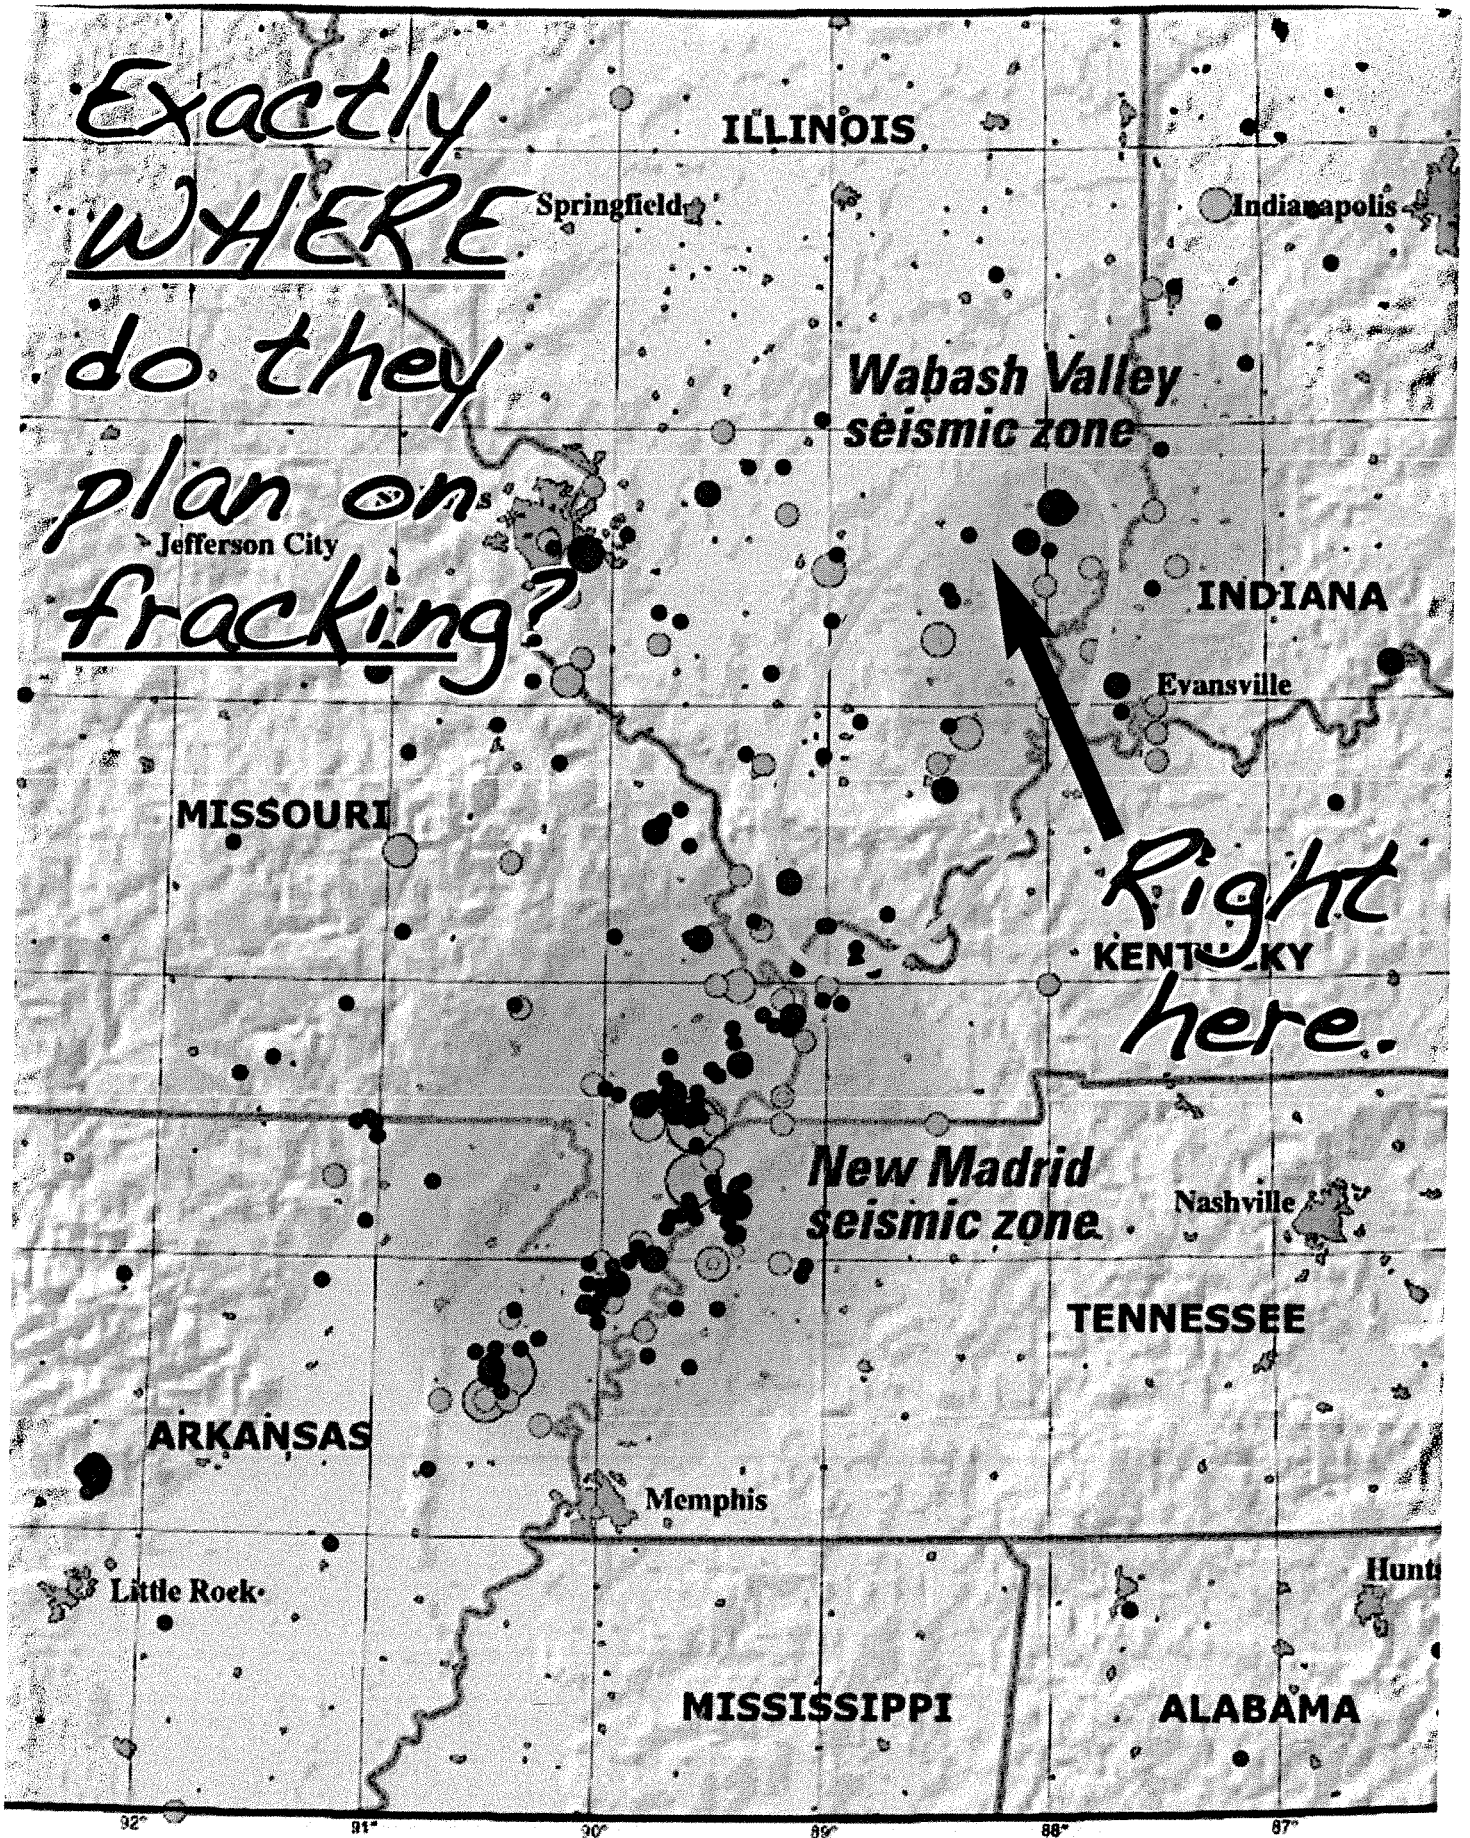 Exactly
WHERE
do they
plan on
fracking?
ILLINOIS
Springfield
Indianapolis
Wabash Valley
seismic zone
Jefferson City
INDIANA
Evansville
MISSOURI
Right
here.
KENTUCKY
New Madrid
seismic zone
Nashville
TENNESSEE
ARKANSAS
Memphis
Little Rock
Hunts
MISSISSIPPI
ALABAMA
92° 91° 90° 89° 88° 87°